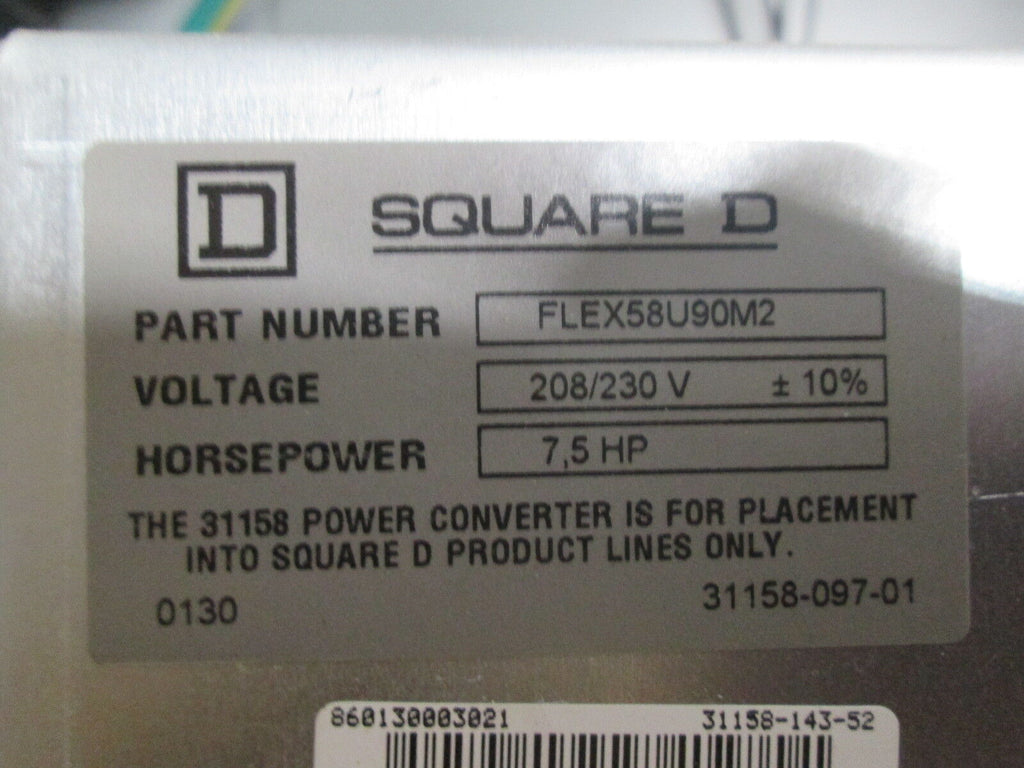 D SQUARE D
PART NUMBER FLEX58U90M2
VOLTAGE 208/230 V ± 10%
HORSEPOWER 7,5 HP
THE 31158 POWER CONVERTER IS FOR PLACEMENT
INTO SQUARE D PRODUCT LINES ONLY.
0130 31158-097-01
860130003021 31158-143-52